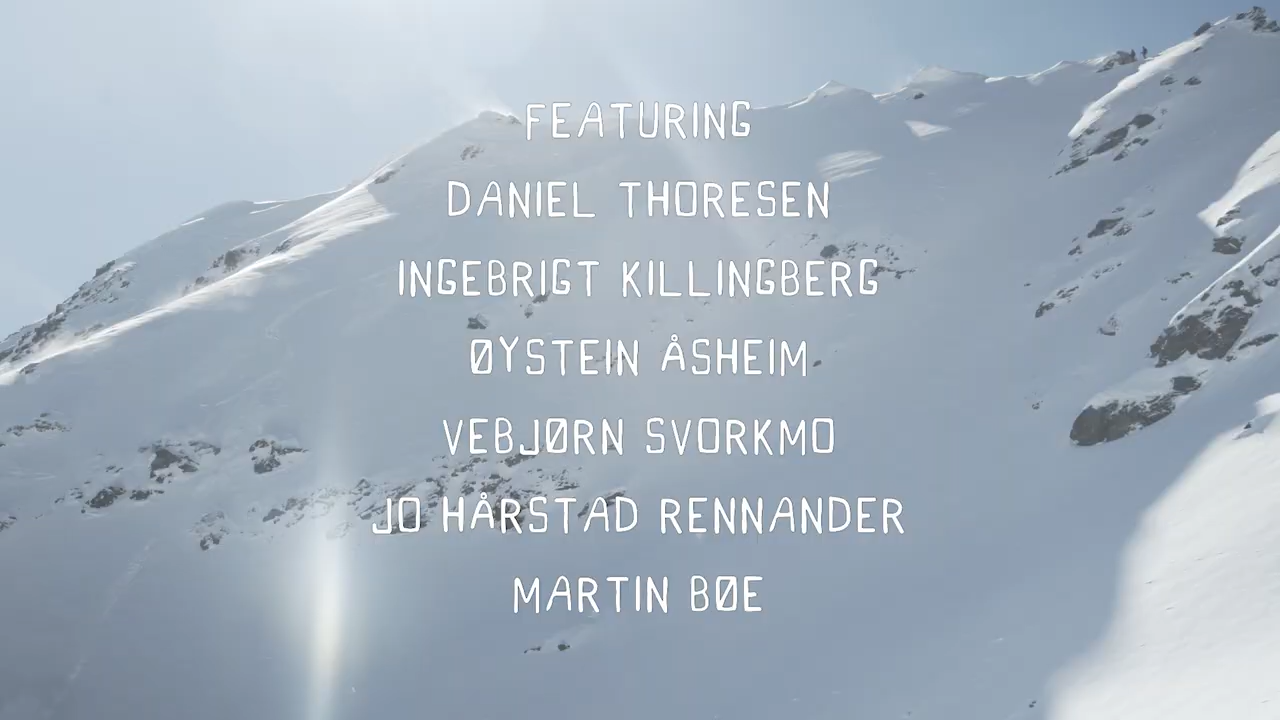 FEATURING
DANIEL THORESEN
INGEBRIGT KILLINGBERG
ØYSTEIN ÅSHEIM
VEBJØRN SVORKMO
JO HÅRSTAD RENNANDER
MARTIN BØE